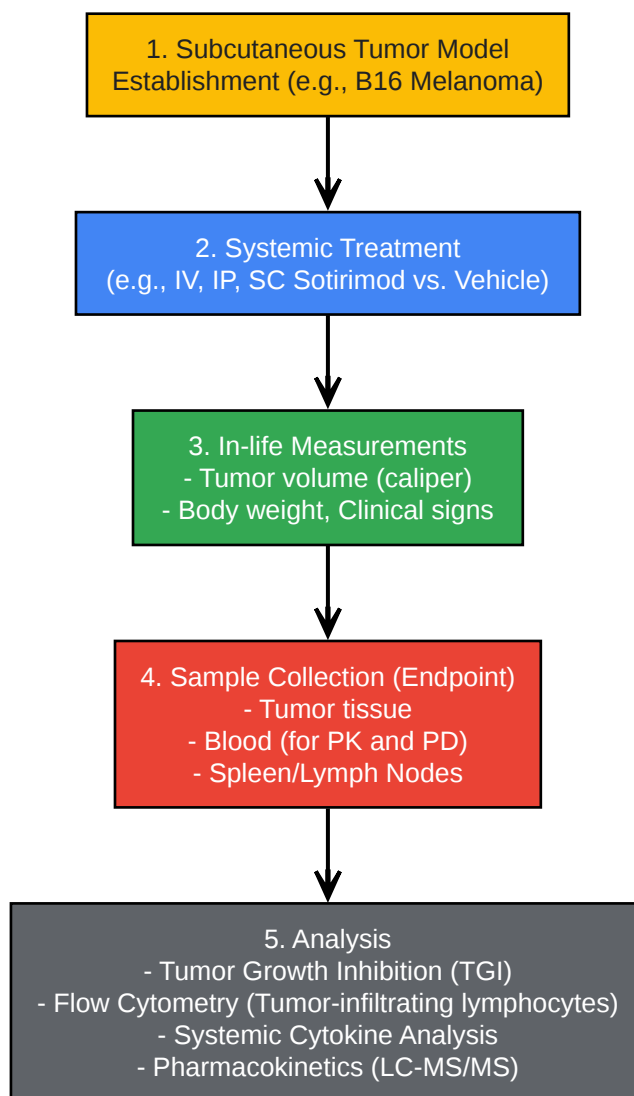 1. Subcutaneous Tumor Model
Establishment (e.g., B16 Melanoma)
2. Systemic Treatment
(e.g., IV, IP, SC Sotirimod vs. Vehicle)
3. In-life Measurements
- Tumor volume (caliper)
- Body weight, Clinical signs
4. Sample Collection (Endpoint)
- Tumor tissue
- Blood (for PK and PD)
- Spleen/Lymph Nodes
5. Analysis
- Tumor Growth Inhibition (TGI)
- Flow Cytometry (Tumor-infiltrating lymphocytes)
- Systemic Cytokine Analysis
- Pharmacokinetics (LC-MS/MS)